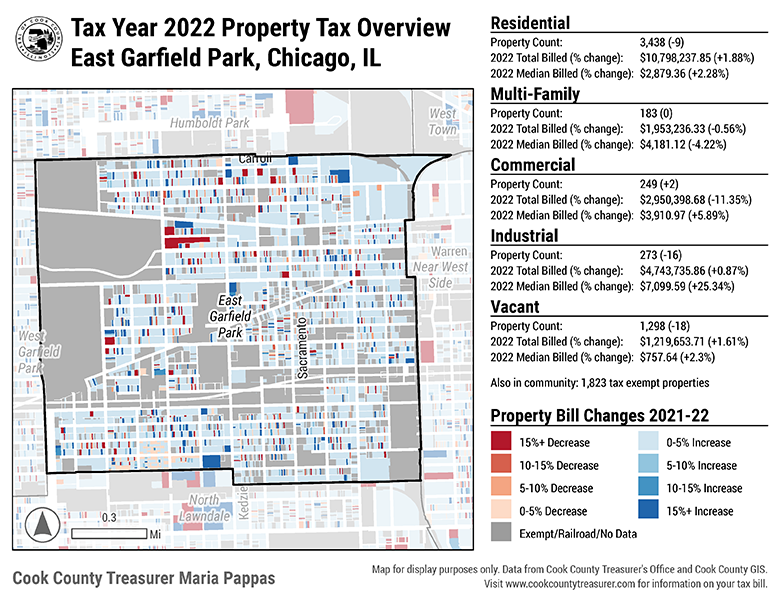 Tax Year 2022 Property Tax Overview
East Garfield Park, Chicago, IL
Humboldt Park
West
Town
Carroll
Warren
Near West
Side
East
Garfield
Park
Sacramento
West
Garfield
Park
North
Lawndale
Kedzie
0.3
Mi
Residential
Property Count: 3,438 (-9)
2022 Total Billed (% change): $10,798,237.85 (+1.88%)
2022 Median Billed (% change): $2,879.36 (+2.28%)
Multi-Family
Property Count: 183 (0)
2022 Total Billed (% change): $1,953,236.33 (-0.56%)
2022 Median Billed (% change): $4,181.12 (-4.22%)
Commercial
Property Count: 249 (+2)
2022 Total Billed (% change): $2,950,398.68 (-11.35%)
2022 Median Billed (% change): $3,910.97 (+5.89%)
Industrial
Property Count: 273 (-16)
2022 Total Billed (% change): $4,743,735.86 (+0.87%)
2022 Median Billed (% change): $7,099.59 (+25.34%)
Vacant
Property Count: 1,298 (-18)
2022 Total Billed (% change): $1,219,653.71 (+1.61%)
2022 Median Billed (% change): $757.64 (+2.3%)
Also in community: 1,823 tax exempt properties
Property Bill Changes 2021-22
15%+ Decrease
10-15% Decrease
5-10% Decrease
0-5% Decrease
0-5% Increase
5-10% Increase
10-15% Increase
15%+ Increase
Exempt/Railroad/No Data
Cook County Treasurer Maria Pappas
Map for display purposes only. Data from Cook County Treasurer's Office and Cook County GIS.
Visit www.cookcountytreasurer.com for information on your tax bill.